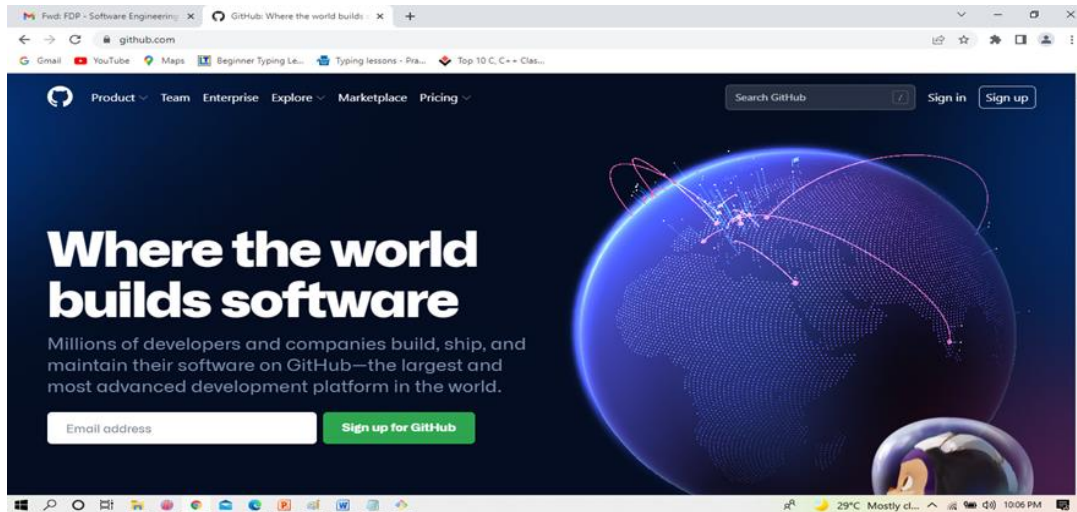 Fwd: FDP - Software Engineering
GitHub: Where the world builds s
github.com
Gmail YouTube Maps Beginner Typing Le... Typing lessons - Pra... Top 10 C, C++ Clas...
Product Team Enterprise Explore Marketplace Pricing
Search GitHub /
Sign in Sign up
Where the world
builds software
Millions of developers and companies build, ship, and
maintain their software on GitHub—the largest and
most advanced development platform in the world.
Email address
Sign up for GitHub
29°C Mostly cl... 10:06 PM